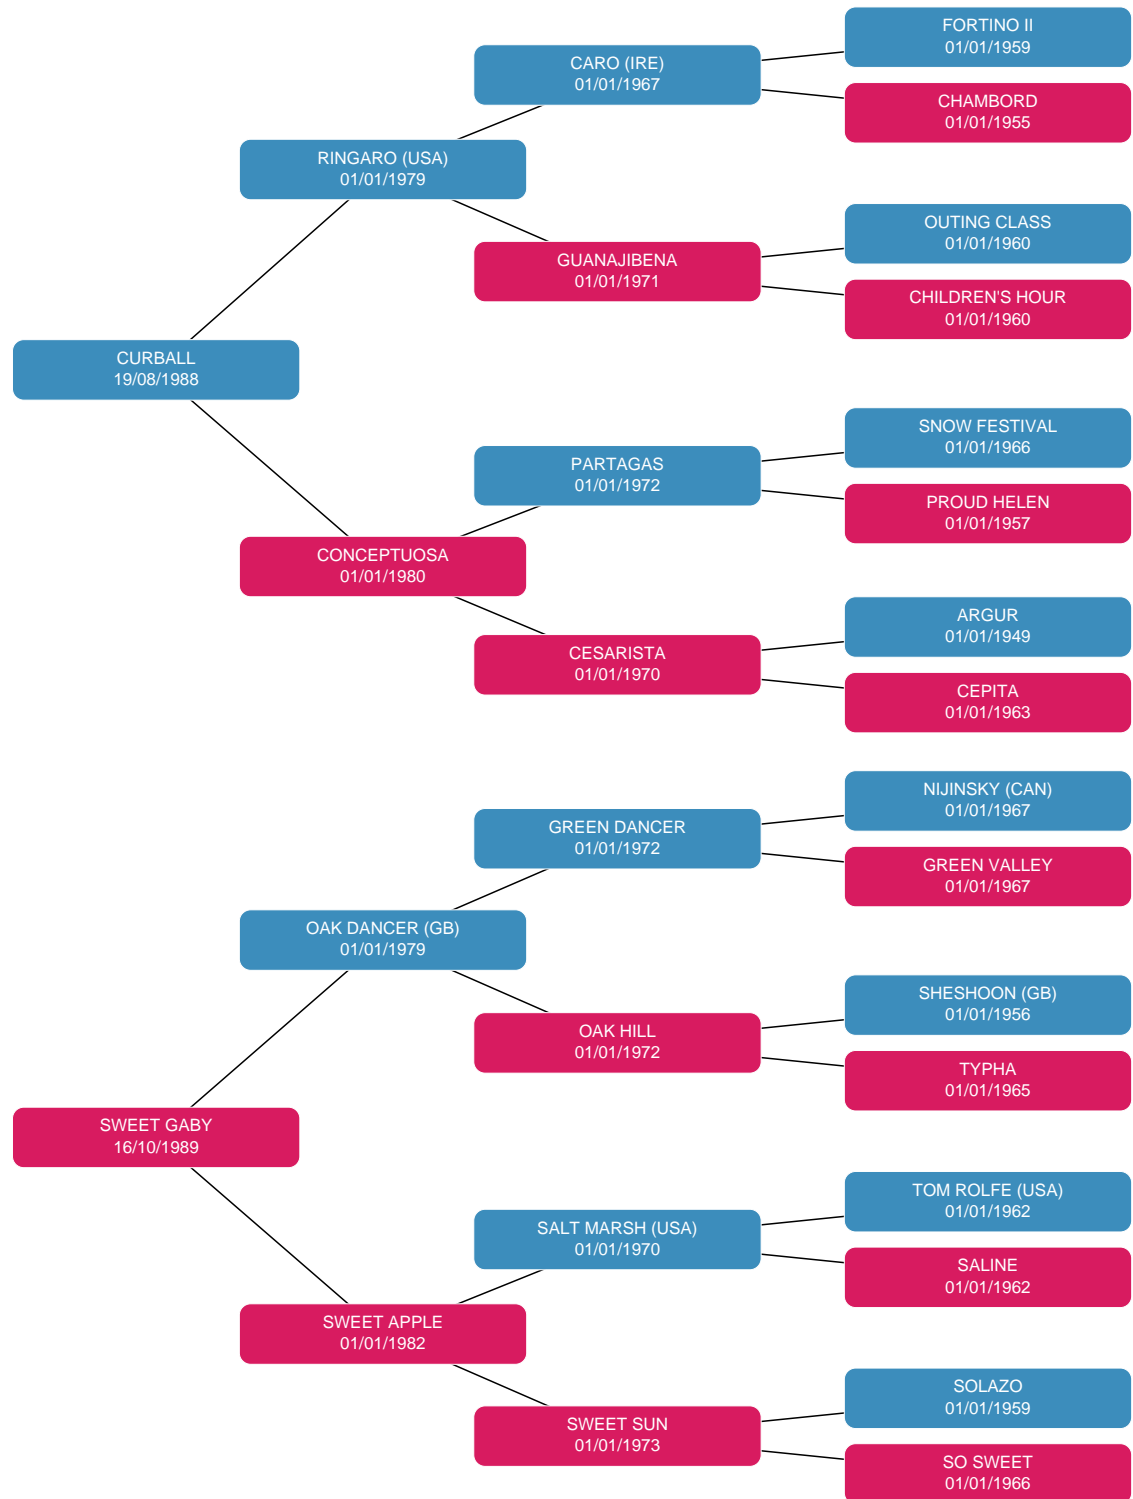 FORTINO II
01/01/1959
CARO (IRE)
01/01/1967
CHAMBORD
01/01/1955
RINGARO (USA)
01/01/1979
OUTING CLASS
01/01/1960
GUANAJIBENA
01/01/1971
CHILDREN'S HOUR
01/01/1960
CURBALL
19/08/1988
SNOW FESTIVAL
01/01/1966
PARTAGAS
01/01/1972
PROUD HELEN
01/01/1957
CONCEPTUOSA
01/01/1980
ARGUR
01/01/1949
CESARISTA
01/01/1970
CEPITA
01/01/1963
NIJINSKY (CAN)
01/01/1967
GREEN DANCER
01/01/1972
GREEN VALLEY
01/01/1967
OAK DANCER (GB)
01/01/1979
SHESHOON (GB)
01/01/1956
OAK HILL
01/01/1972
TYPHA
01/01/1965
SWEET GABY
16/10/1989
TOM ROLFE (USA)
01/01/1962
SALT MARSH (USA)
01/01/1970
SALINE
01/01/1962
SWEET APPLE
01/01/1982
SOLAZO
01/01/1959
SWEET SUN
01/01/1973
SO SWEET
01/01/1966